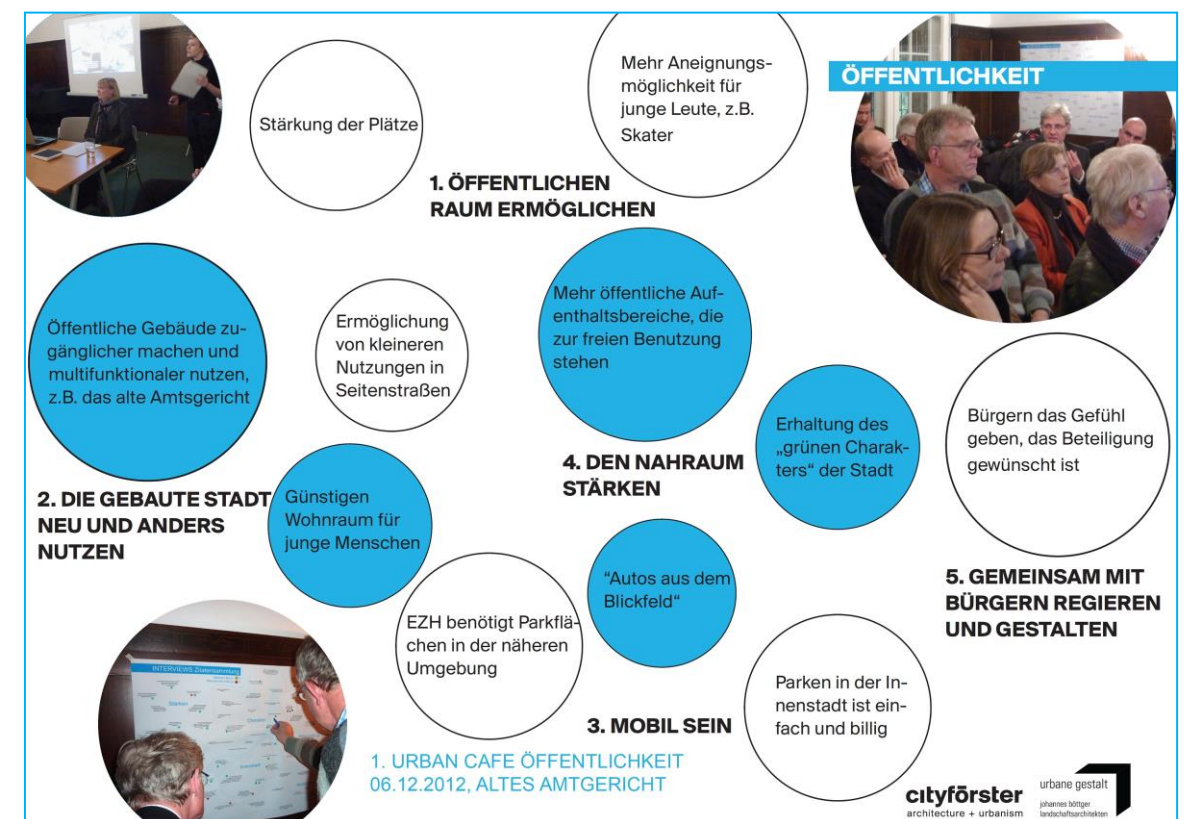 ÖFFENTLICHKEIT
Stärkung der Plätze
Mehr Aneignungs-
möglichkeit für
junge Leute, z.B.
Skater
1. ÖFFENTLICHEN
RAUM ERMÖGLICHEN
Öffentliche Gebäude zu-
gänglicher machen und
multifunktionaler nutzen,
z.B. das alte Amtsgericht
Ermöglichung
von kleineren
Nutzungen in
Seitenstraßen
Mehr öffentliche Auf-
enthaltsbereiche, die
zur freien Benutzung
stehen
Erhaltung des
„grünen Charak-
ters“ der Stadt
Bürgern das Gefühl
geben, das Beteiligung
gewünscht ist
2. DIE GEBAUTE STADT
NEU UND ANDERS
NUTZEN
Günstigen
Wohnraum für
junge Menschen
4. DEN NAHRAUM
STÄRKEN
“Autos aus dem
Blickfeld“
5. GEMEINSAM MIT
BÜRGERN REGIEREN
UND GESTALTEN
EZH benötigt Parkflä-
chen in der näheren
Umgebung
Parken in der In-
nenstadt ist ein-
fach und billig
3. MOBIL SEIN
INTERVIEWS Zitatensammlung
Stärken
1. URBAN CAFE ÖFFENTLICHKEIT
06.12.2012, ALTES AMTGERICHT
cityförster
architecture + urbanism
urbane gestalt
johannes böttger
landschaftsarchitekten